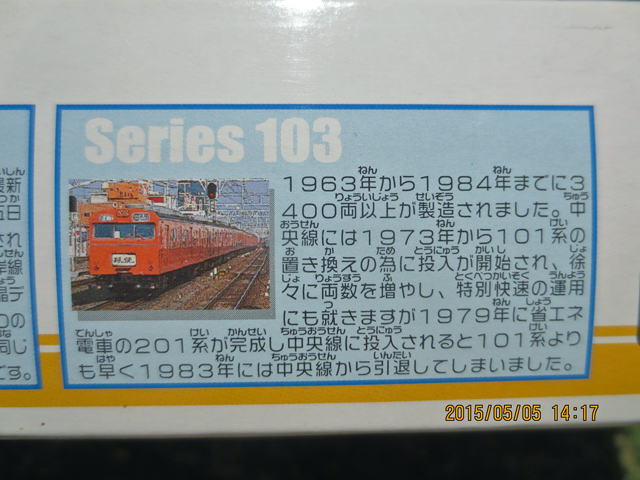 Series 103
1963年から1984年までに3
400両以上が製造されました。中
央線には1973年から101系の
置き換えの為に投入が開始され、徐
々に両数を増やし、特別快速の運用
にも就きますが1979年に省エネ
電車の201系が完成し中央線に投入されると101系より
も早く1983年には中央線から引退してしまいました。
2015/05/05 14:17